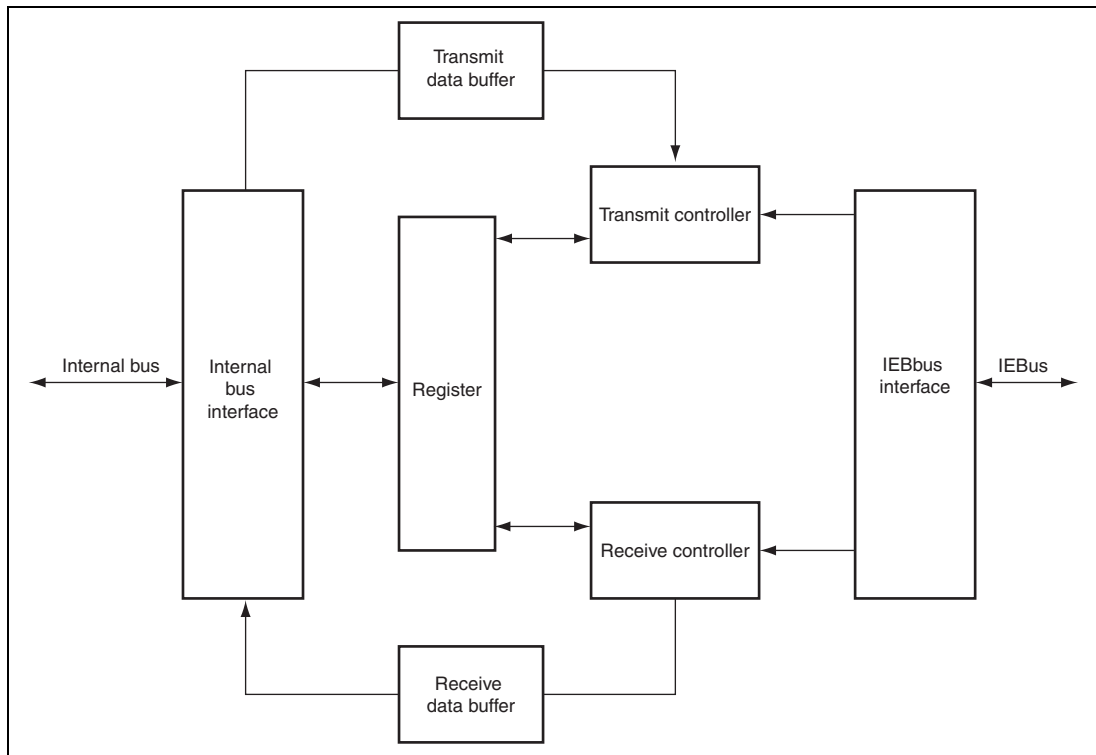 Transmit
data buffer
Transmit controller
Internal bus
Internal
bus
interface
Register
IEBbus
interface
IEBus
Receive controller
Receive
data buffer